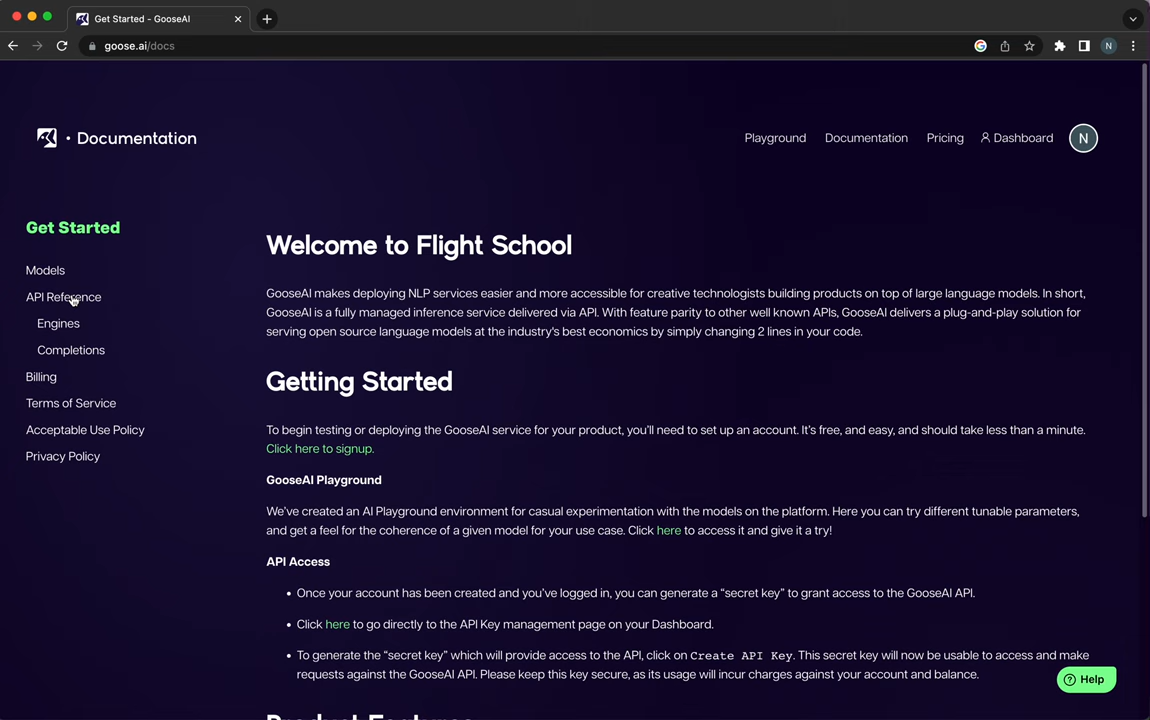 Get Started - GooseAI
goose.ai/docs
N
Documentation
Playground
Documentation
Pricing
Dashboard
N
Get Started
Models
API Reference
Engines
Completions
Billing
Terms of Service
Acceptable Use Policy
Privacy Policy
Welcome to Flight School
GooseAI makes deploying NLP services easier and more accessible for creative technologists building products on top of large language models. In short,
GooseAI is a fully managed inference service delivered via API. With feature parity to other well known APIs, GooseAI delivers a plug-and-play solution for
serving open source language models at the industry's best economics by simply changing 2 lines in your code.
Getting Started
To begin testing or deploying the GooseAI service for your product, you'll need to set up an account. It's free, and easy, and should take less than a minute.
Click here to signup.
GooseAI Playground
We've created an AI Playground environment for casual experimentation with the models on the platform. Here you can try different tunable parameters,
and get a feel for the coherence of a given model for your use case. Click here to access it and give it a try!
API Access
• Once your account has been created and you've logged in, you can generate a “secret key” to grant access to the GooseAI API.
• Click here to go directly to the API Key management page on your Dashboard.
• To generate the “secret key” which will provide access to the API, click on Create API Key. This secret key will now be usable to access and make
requests against the GooseAI API. Please keep this key secure, as its usage will incur charges against your account and balance.
Help
Product Features